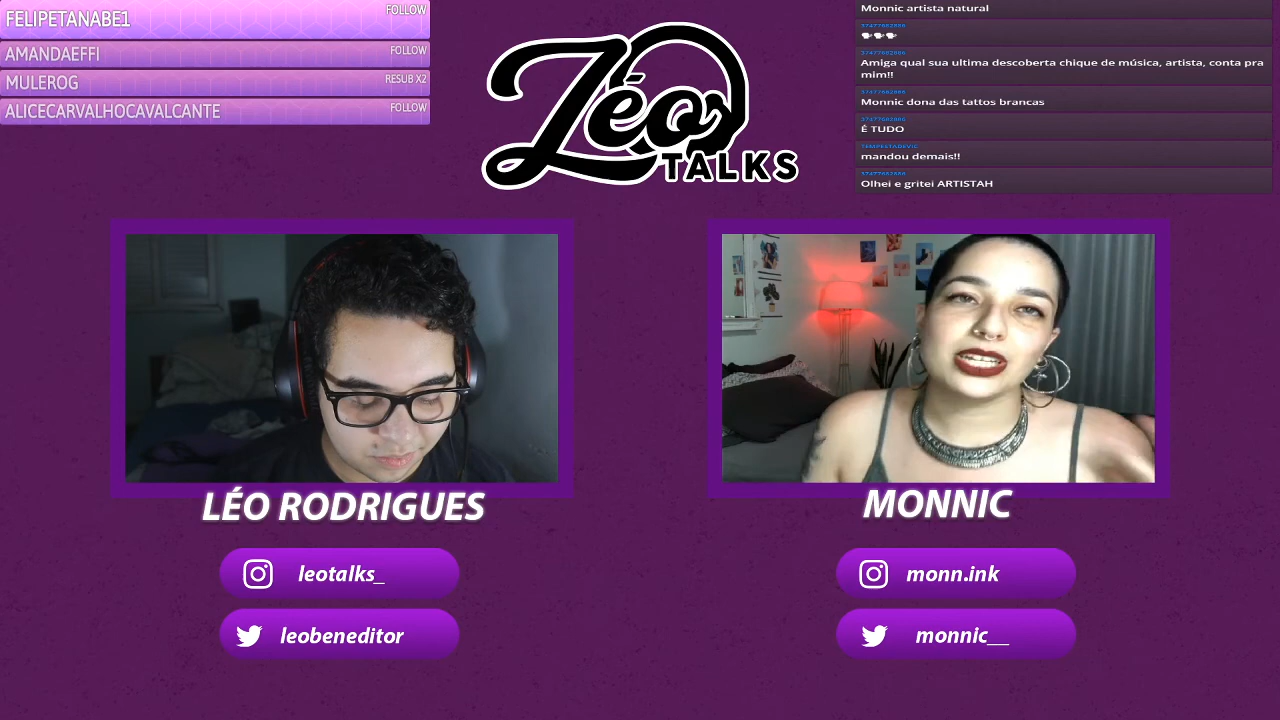 FELIPETANABE1 FOLLOW
AMANDAEFFI FOLLOW
MULEROG RESUB X2
ALICECARVALHOCAVALCANTE FOLLOW
Léo
TALKS
Monnic artista natural
Amiga qual sua ultima descoberta chique de música, artista, conta pra
mim!!
Monnic dona das tattos brancas
É TUDO
mandou demais!!
Olhei e gritei ARTISTAH
LÉO RODRIGUES
leotalks_
leobeneditor
MONNIC
monn.ink
monnic__